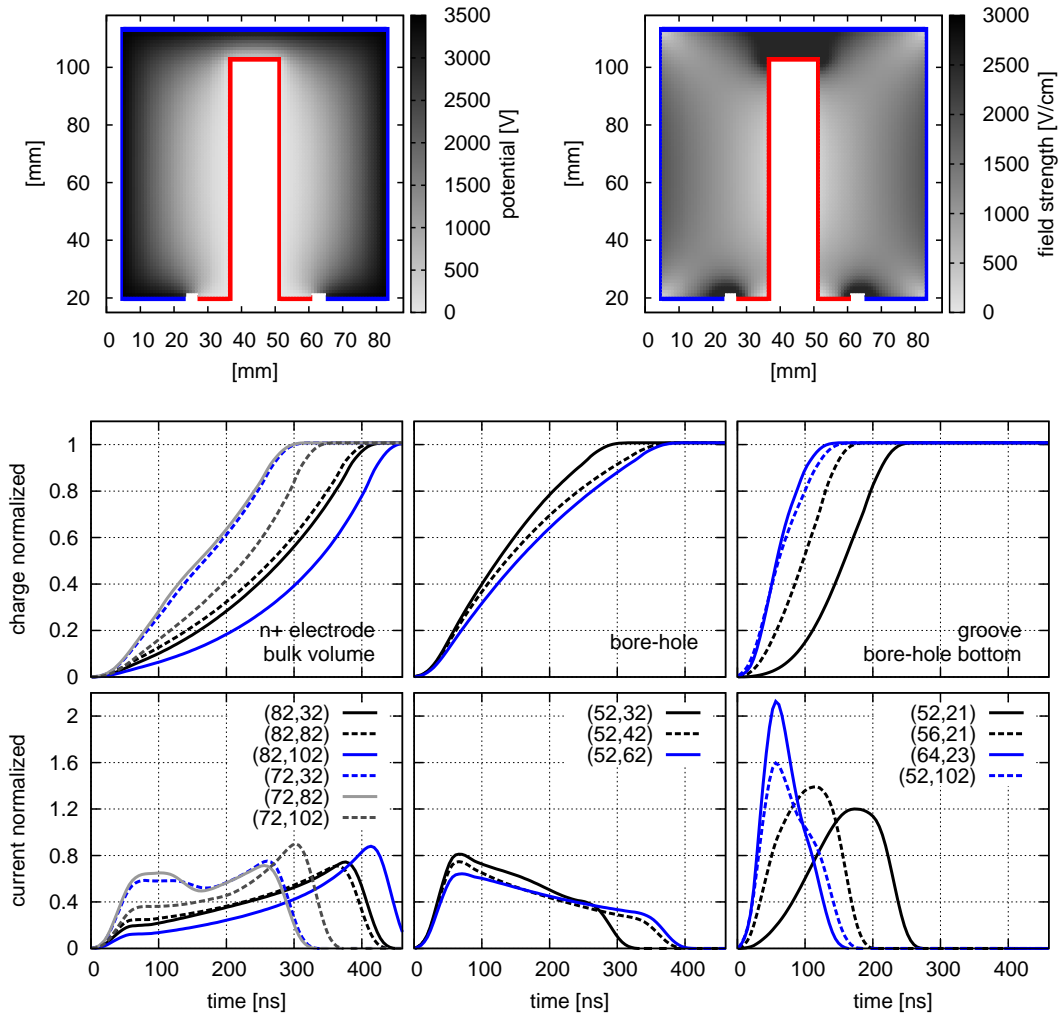 20
40
60
80
100
0 10 20 30 40 50 60 70 80
[mm]
[mm]
0
500
1000
1500
2000
2500
3000
3500
potential [V]
20
40
60
80
100
0 10 20 30 40 50 60 70 80
[mm]
[mm]
0
500
1000
1500
2000
2500
3000
field strength [V/cm]
charge normalized
1
0.8
0.6
0.4
0.2
0
n+ electrode
bulk volume
bore-hole
groove
bore-hole bottom
current normalized
2
1.6
1.2
0.8
0.4
0
(82,32)
(82,82)
(82,102)
(72,32)
(72,82)
(72,102)
(52,32)
(52,42)
(52,62)
(52,21)
(56,21)
(64,23)
(52,102)
0 100 200 300 400
time [ns]
0 100 200 300 400
time [ns]
0 100 200 300 400
time [ns]